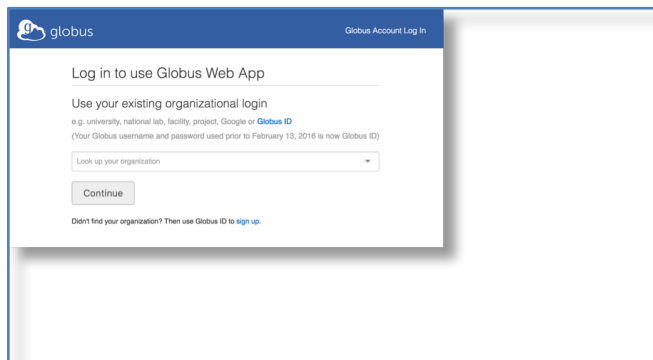 g globus
Globus Account Log In
Log in to use Globus Web App
Use your existing organizational login
e.g. university, national lab, facility, project, Google or Globus ID
(Your Globus username and password used prior to February 13, 2016 is now Globus ID)
Look up your organization
Continue
Didn't find your organization? Then use Globus ID to sign up.